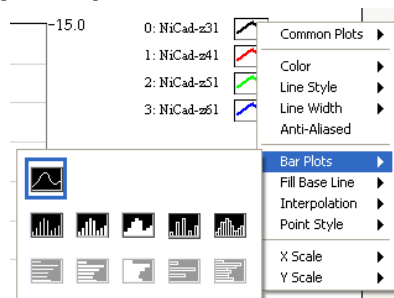 -15.0
0: NiCad-z31
1: NiCad-z41
2: NiCad-z51
3: NiCad-z61
Common Plots
Color
Line Style
Line Width
Anti-Aliased
Bar Plots
Fill Base Line
Interpolation
Point Style
X Scale
Y Scale